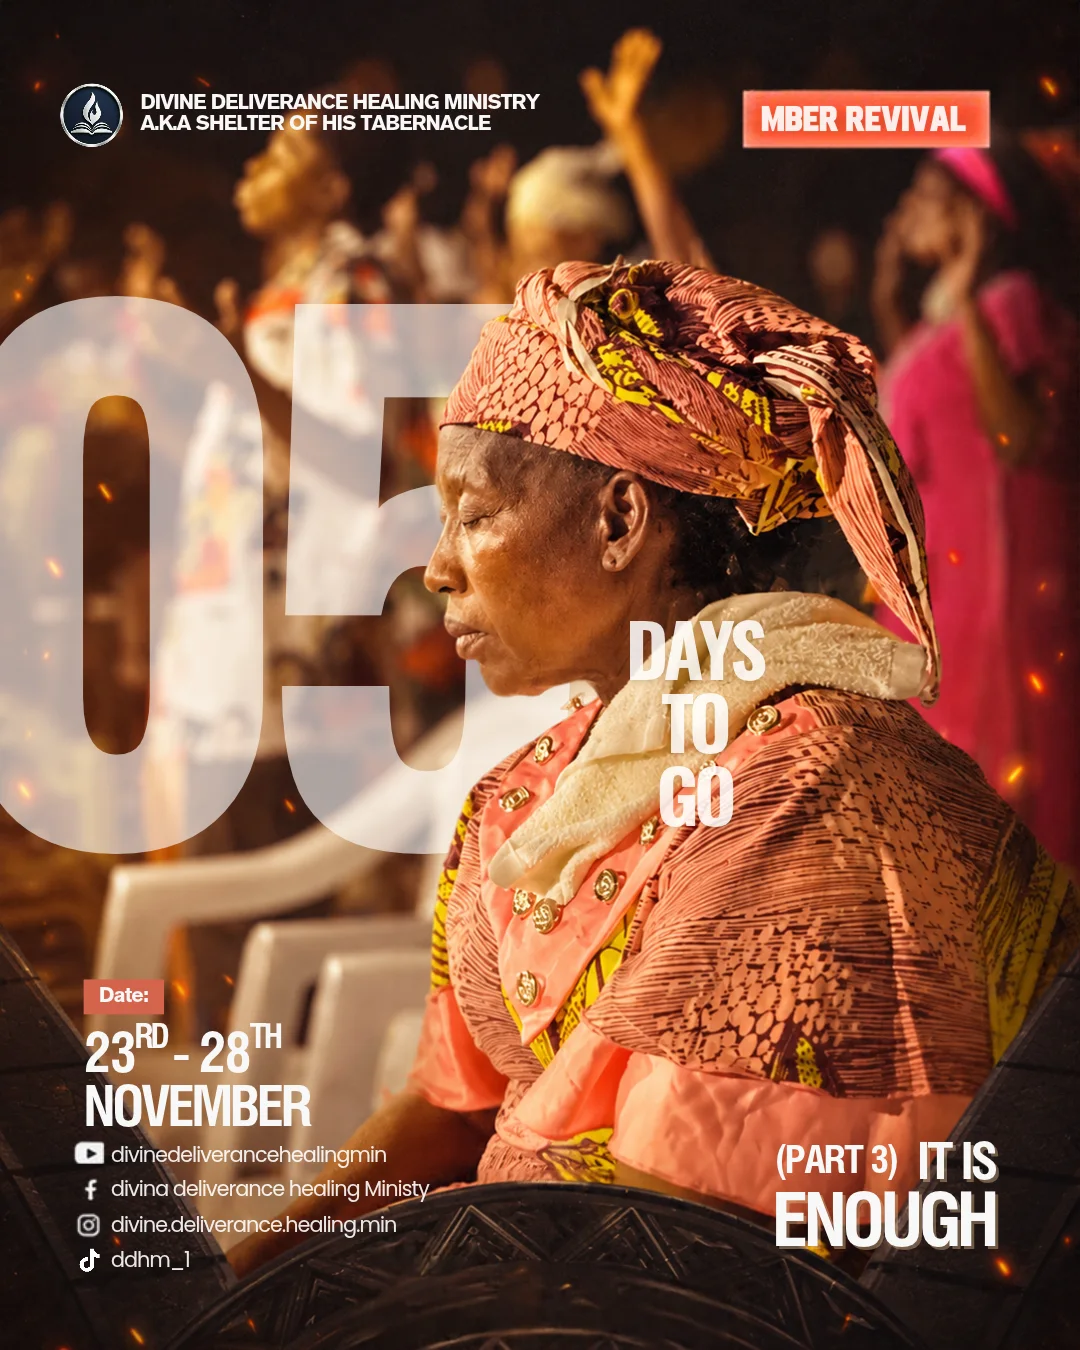 DIVINE DELIVERANCE HEALING MINISTRY
A.K.A SHELTER OF HIS TABERNACLE
MBER REVIVAL
05
DAYS
TO
GO
Date:
23RD - 28TH
NOVEMBER
divinedeliverancehealingmin
divina deliverance healing Ministy
divine.deliverance.healing.min
ddhm_1
(PART 3) IT IS
ENOUGH